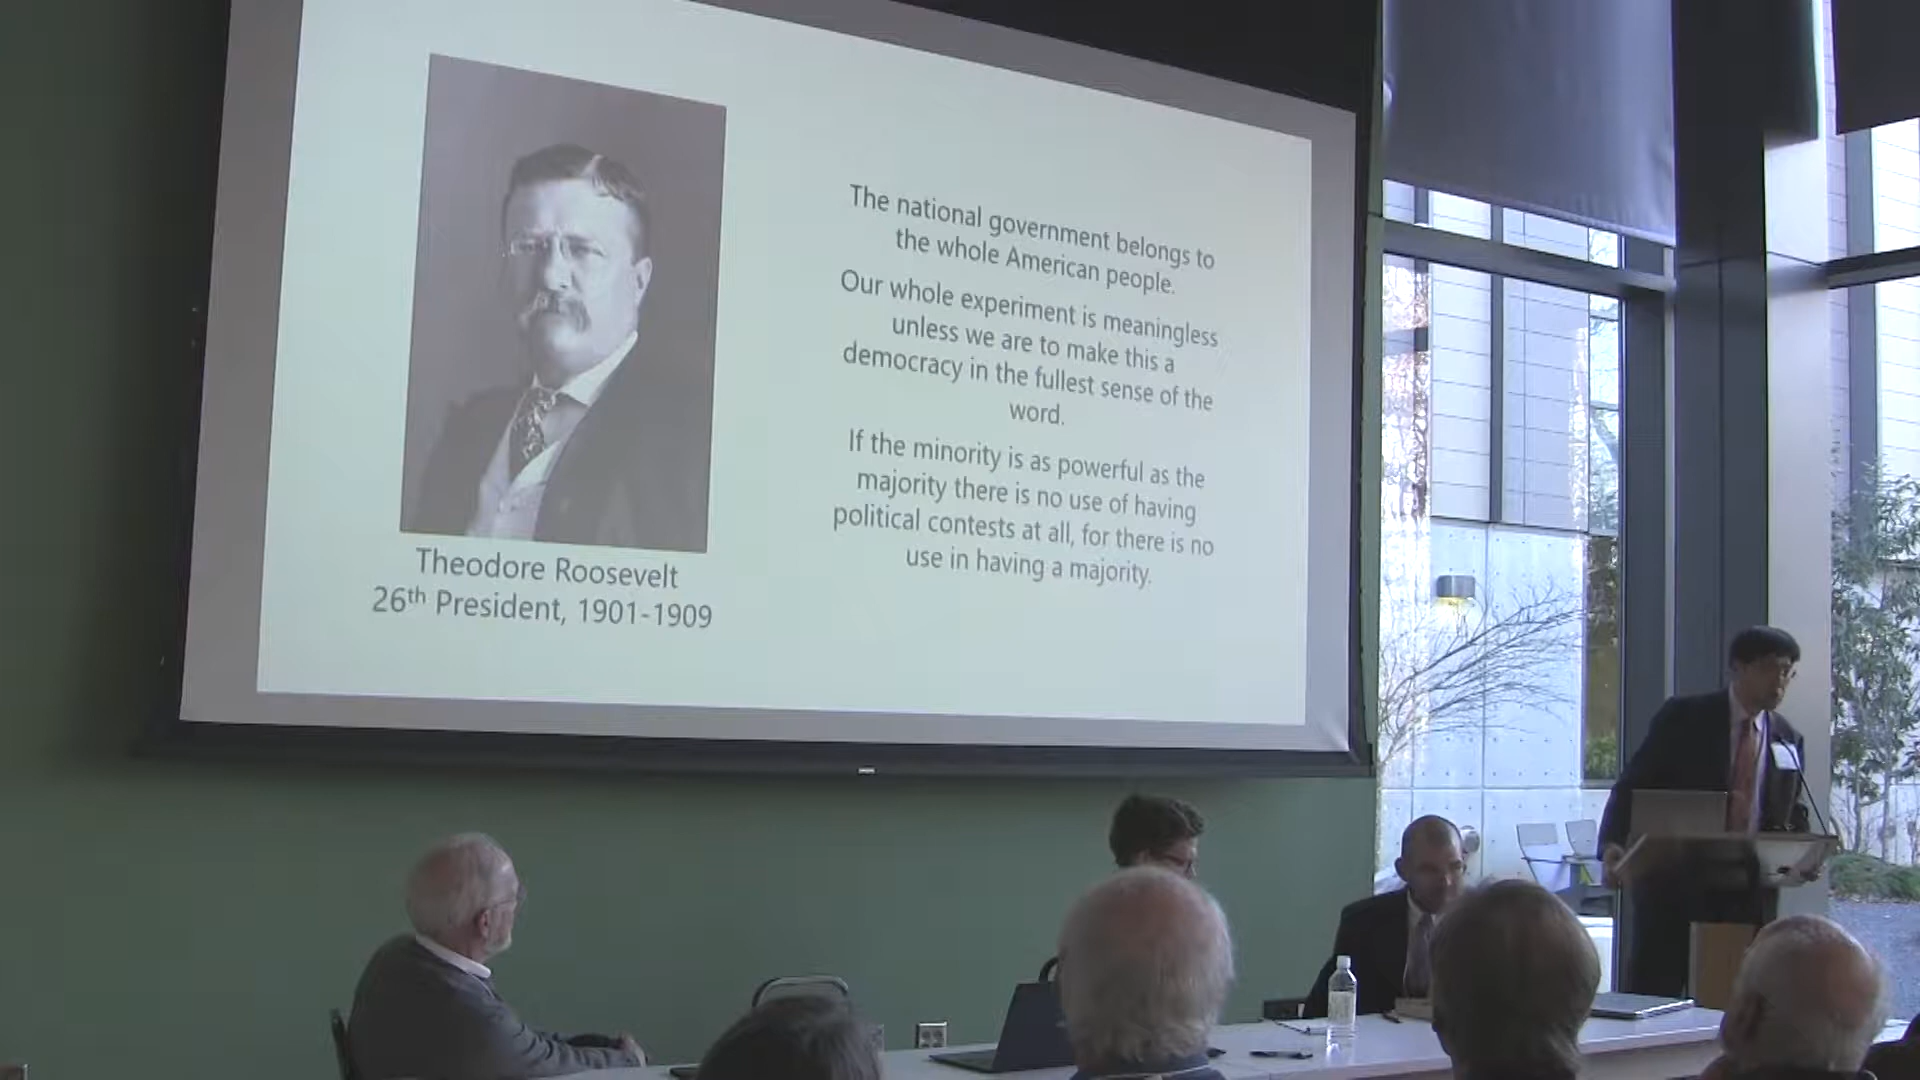 Theodore Roosevelt
26th President, 1901-1909
The national government belongs to
the whole American people.
Our whole experiment is meaningless
unless we are to make this a
democracy in the fullest sense of the
word.
If the minority is as powerful as the
majority there is no use of having
political contests at all, for there is no
use in having a majority.